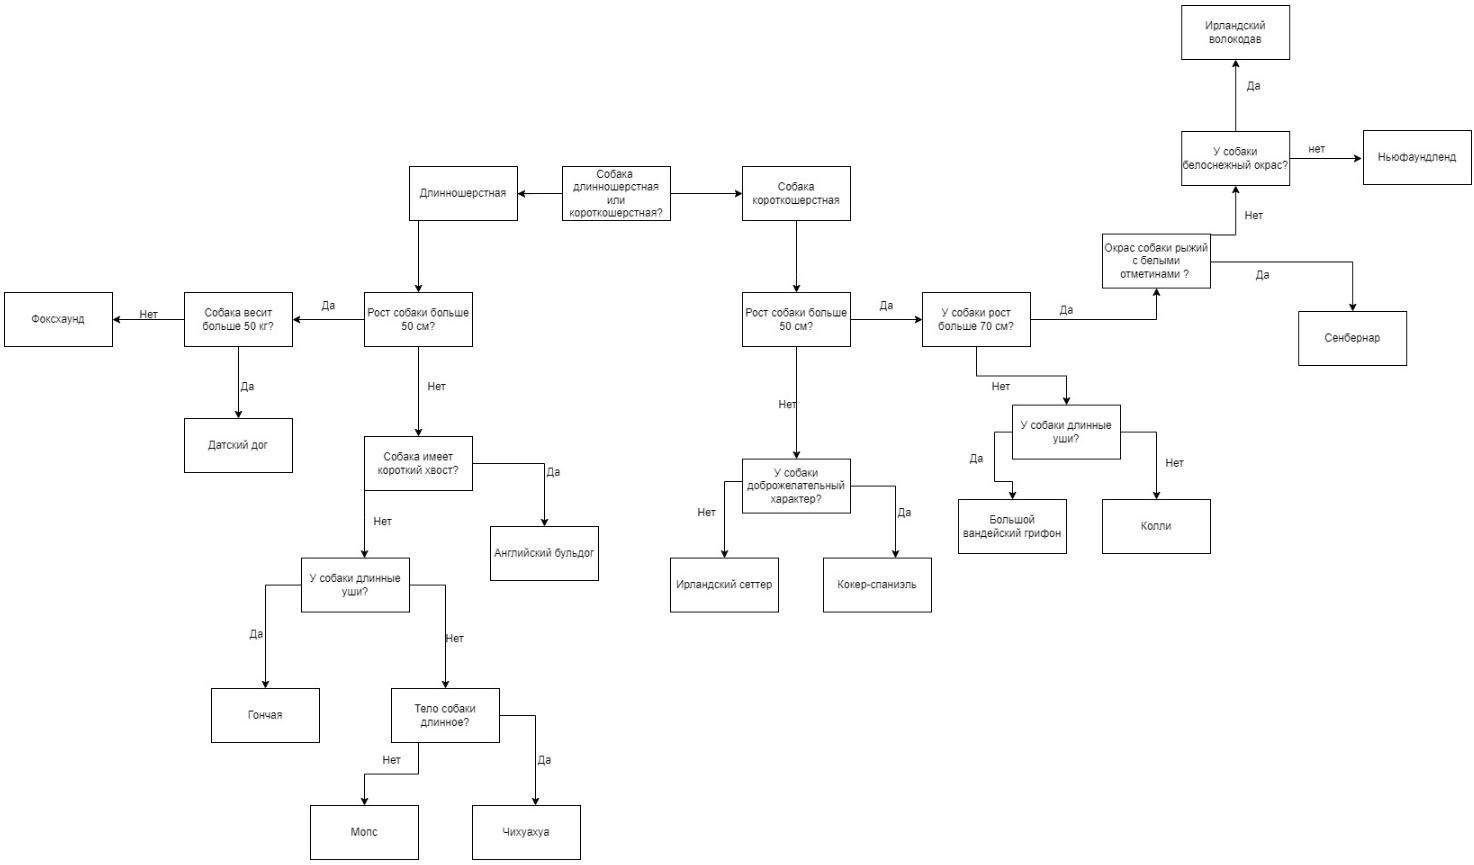 Ирландский
волокодав
Да
У собаки
белоснежный окрас?
нет
Ньюфаундленд
Нет
Длинношерстная
Собака
длинношерстная
или
короткошерстная?
Собака
короткошерстная
Окрас собаки рыжий
с белыми
отметинами ?
Да
Сенбернар
Фоксхаунд
Нет
Собака весит
больше 50 кг?
Да
Рост собаки больше
50 см?
Рост собаки больше
50 см?
Да
У собаки рост
больше 70 см?
Да
Да
Нет
Нет
Нет
Датский дог
Собака имеет
короткий хвост?
Да
У собаки
доброжелательный
характер?
У собаки длинные
уши?
Да
Нет
Нет
Английский бульдог
Нет
Да
Большой
вандейский грифон
Колли
У собаки длинные
уши?
Ирландский сеттер
Кокер-спаниэль
Да
Нет
Гончая
Тело собаки
длинное?
Нет
Да
Мопс
Чихуахуа